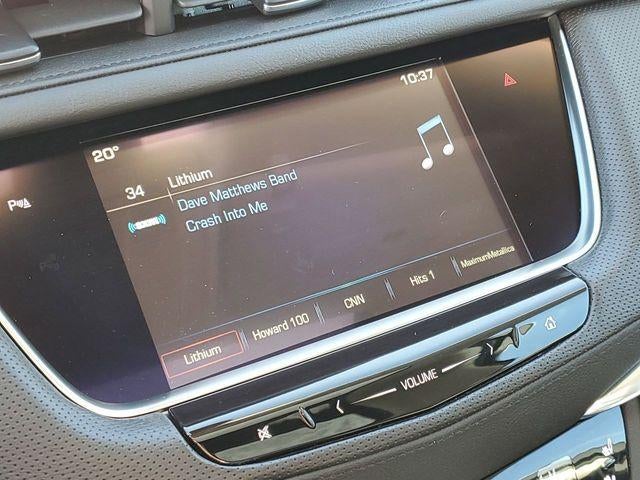 10:37
20°
34 Lithium
Dave Matthews Band
Crash Into Me
Lithium Howard 100 CNN Hits 1 MaximumMetallica
VOLUME